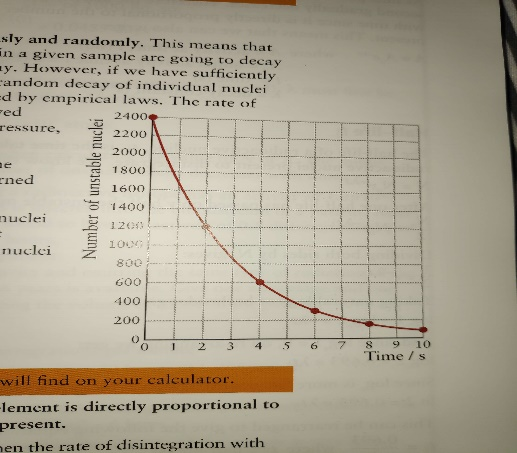 sly and randomly. This means that
in a given sample are going to decay
ay. However, if we have sufficiently
random decay of individual nuclei
ed by empirical laws. The rate of
ved
ressure,
ne
rned
nuclei
nuclei
Number of unstable nuclei
2400
2200
2000
1800
1600
1400
1200
1000
800
600
400
200
0
0 1 2 3 4 5 6 7 8 9 10
Time / s
will find on your calculator.
element is directly proportional to
present.
hen the rate of disintegration with